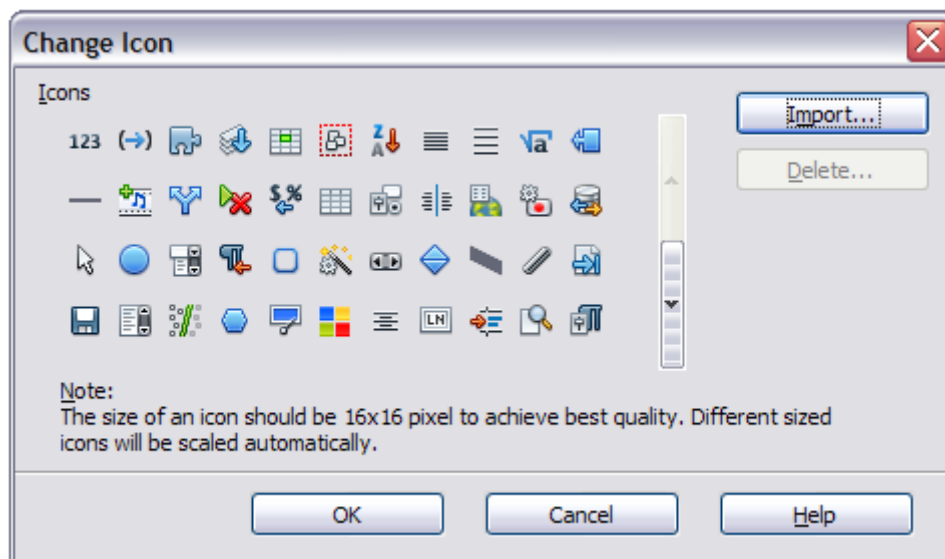 Change Icon
Icons
Import...
Delete...
123
Note:
The size of an icon should be 16x16 pixel to achieve best quality. Different sized
icons will be scaled automatically.
OK
Cancel
Help